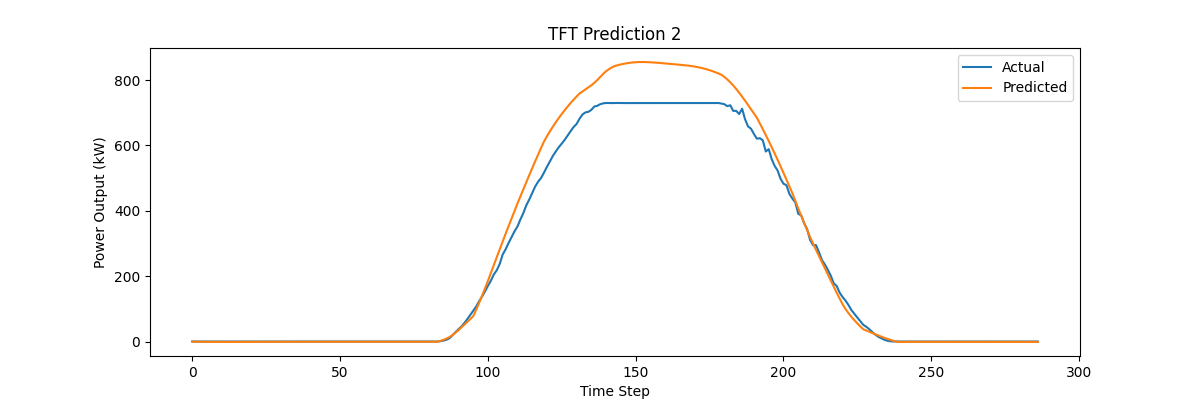 TFT Prediction 2
Actual
Predicted
Power Output (kW)
800
600
400
200
0
0 50 100 150 200 250 300
Time Step